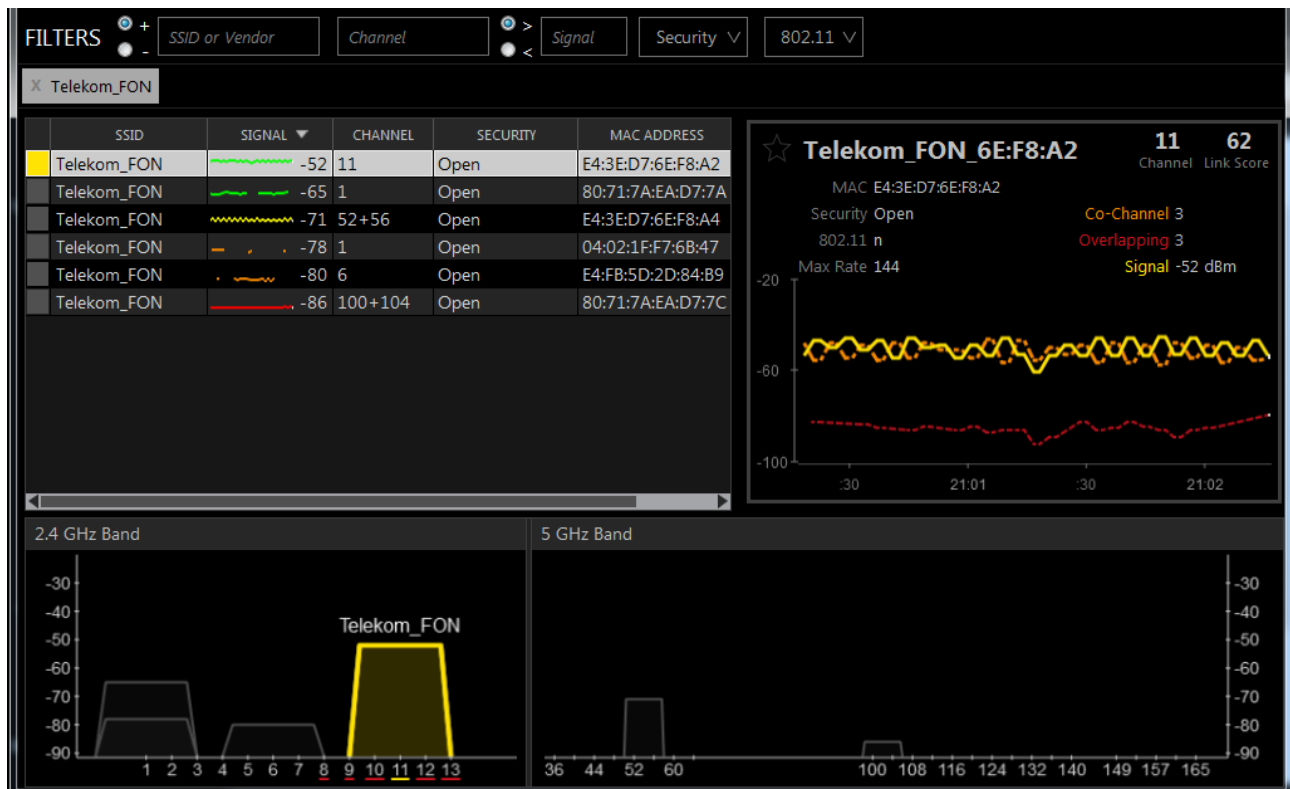 FILTERS + - SSID or Vendor Channel > < Signal Security 802.11
X Telekom_FON
SSID SIGNAL CHANNEL SECURITY MAC ADDRESS
Telekom_FON -52 11 Open E4:3E:D7:6E:F8:A2
Telekom_FON -65 1 Open 80:71:7A:EA:D7:7A
Telekom_FON -71 52+56 Open E4:3E:D7:6E:F8:A4
Telekom_FON -78 1 Open 04:02:1F:F7:6B:47
Telekom_FON -80 6 Open E4:FB:5D:2D:84:B9
Telekom_FON -86 100+104 Open 80:71:7A:EA:D7:7C
Telekom_FON_6E:F8:A2 11 62
Channel Link Score
MAC E4:3E:D7:6E:F8:A2
Security Open Co-Channel 3
802.11 n Overlapping 3
Max Rate 144 Signal -52 dBm
-20
-60
-100
:30 21:01 :30 21:02
2.4 GHz Band
-30
-40
Telekom_FON
-50
-60
-70
-80
-90
1 2 3 4 5 6 7 8 9 10 11 12 13
5 GHz Band
-30
-40
-50
-60
-70
-80
-90
36 44 52 60 100 108 116 124 132 140 149 157 165